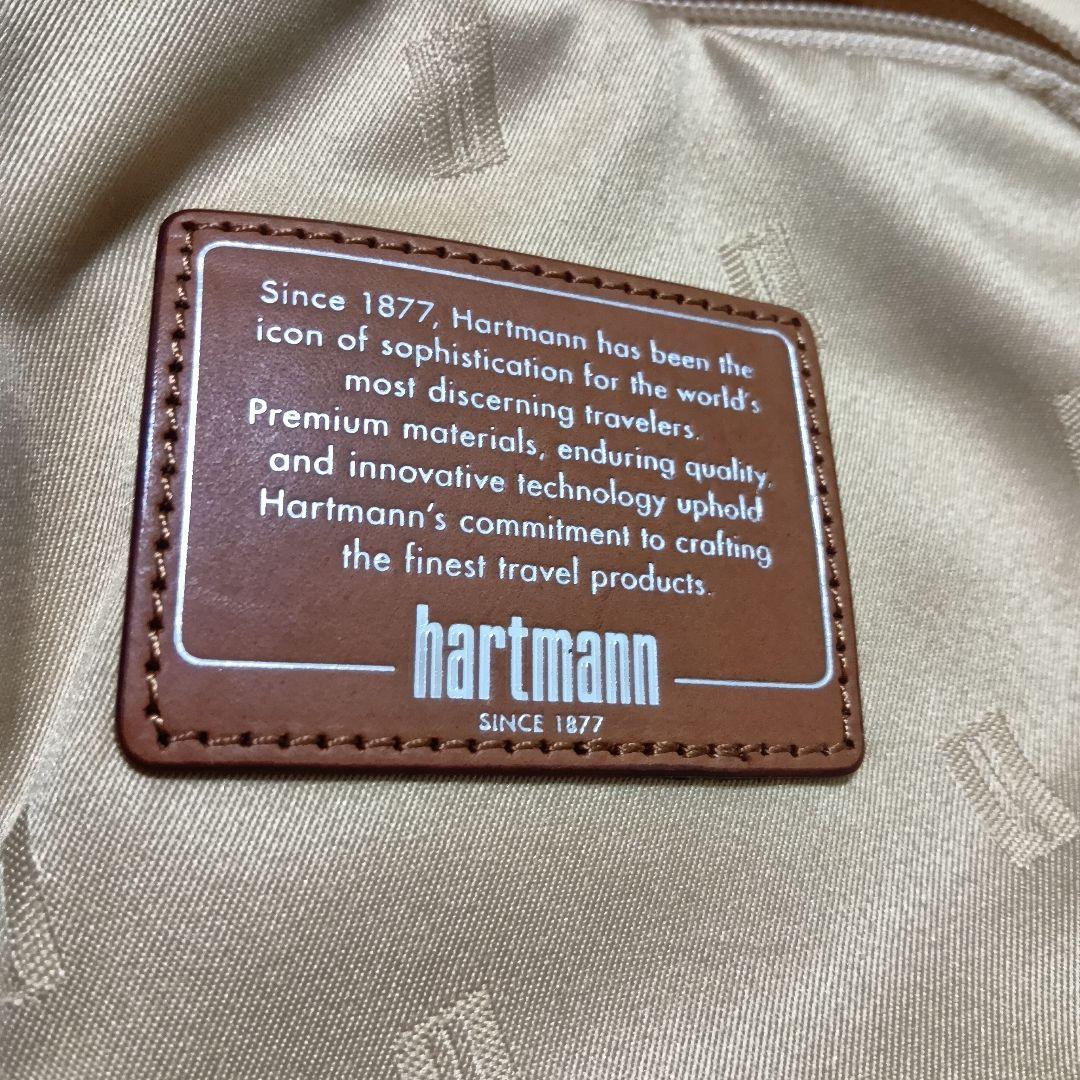 Since 1877, Hartmann has been the
icon of sophistication for the world's
most discerning travelers.
Premium materials, enduring quality,
and innovative technology uphold
Hartmann's commitment to crafting
the finest travel products.
hartmann
SINCE 1877